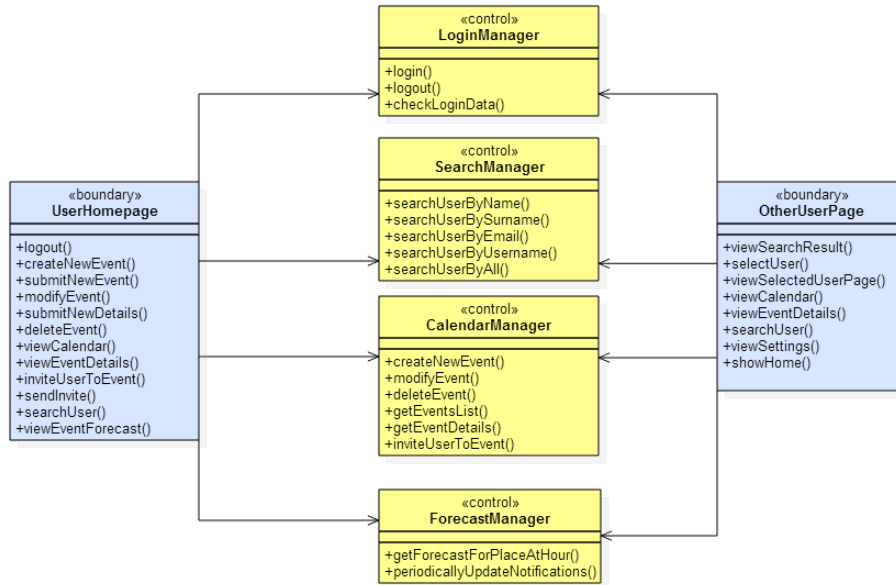 «control»
LoginManager
+login()
+logout()
+checkLoginData()
«control»
SearchManager
+searchUserByName()
+searchUserBySurname()
+searchUserByEmail()
+searchUserByUsername()
+searchUserByAll()
«boundary»
UserHomepage
+logout()
+createNewEvent()
+submitNewEvent()
+modifyEvent()
+submitNewDetails()
+deleteEvent()
+viewCalendar()
+viewEventDetails()
+inviteUserToEvent()
+sendInvite()
+searchUser()
+viewEventForecast()
«boundary»
OtherUserPage
+viewSearchResult()
+selectUser()
+viewSelectedUserPage()
+viewCalendar()
+viewEventDetails()
+searchUser()
+viewSettings()
+showHome()
«control»
CalendarManager
+createNewEvent()
+modifyEvent()
+deleteEvent()
+getEventsList()
+getEventDetails()
+inviteUserToEvent()
«control»
ForecastManager
+getForecastForPlaceAtHour()
+periodicallyUpdateNotifications()